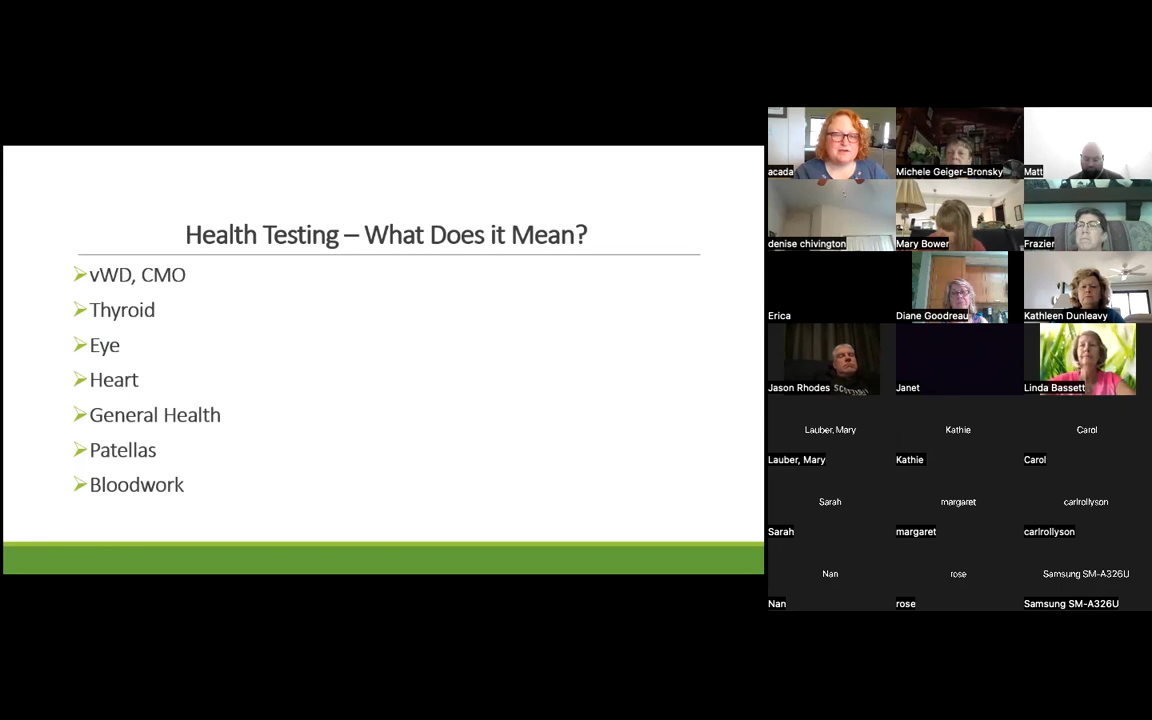 Health Testing – What Does it Mean?
vWD, CMO
Thyroid
Eye
Heart
General Health
Patellas
Bloodwork
acada
Michele Geiger-Bronsky
Matt
denise chivington
Mary Bower
Frazier
Erica
Diane Goodreau
Kathleen Dunleavy
Jason Rhodes
Janet
Linda Bassett
Lauber, Mary
Kathie
Carol
Lauber, Mary
Kathie
Carol
Sarah
margaret
carlrollyson
Sarah
margaret
carlrollyson
Nan
rose
Samsung SM-A326U
Nan
rose
Samsung SM-A326U